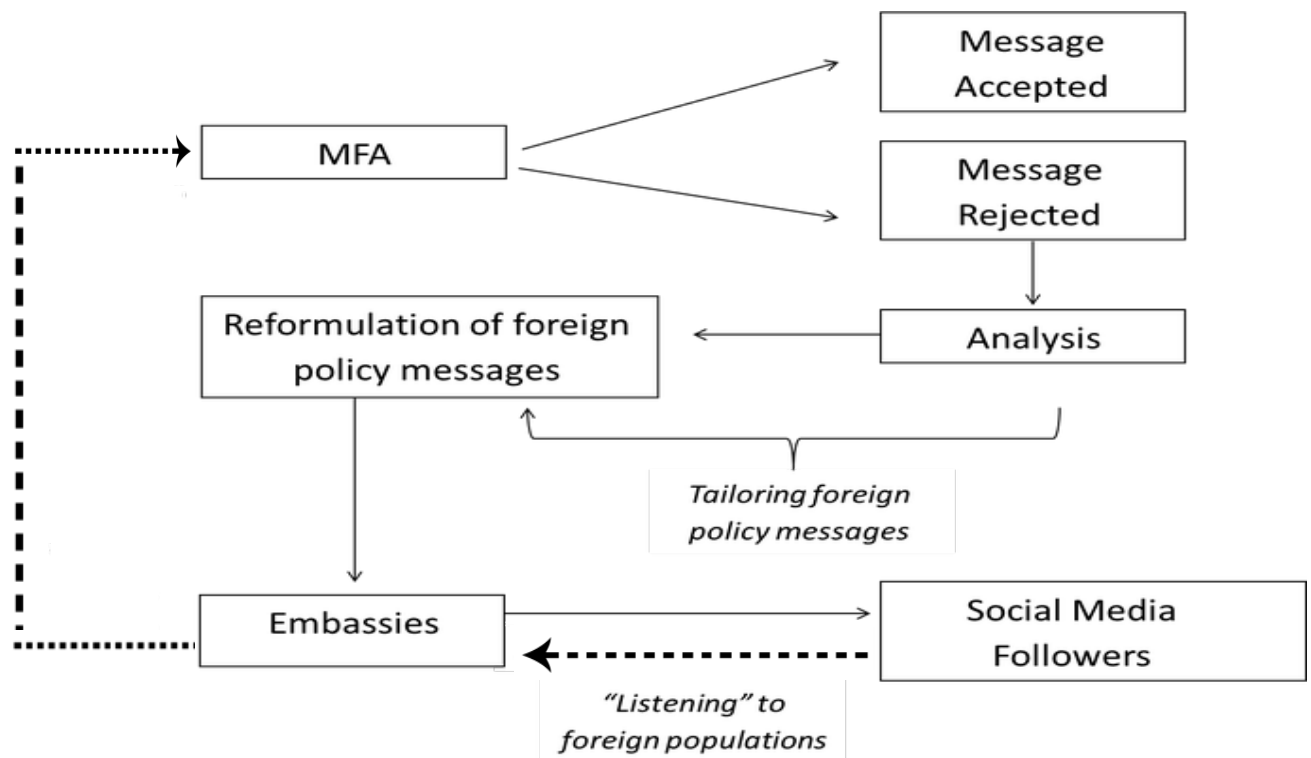 Message
Accepted
MFA
Message
Rejected
Reformulation of foreign
policy messages
Analysis
Tailoring foreign
policy messages
Embassies
Social Media
Followers
“Listening” to
foreign populations